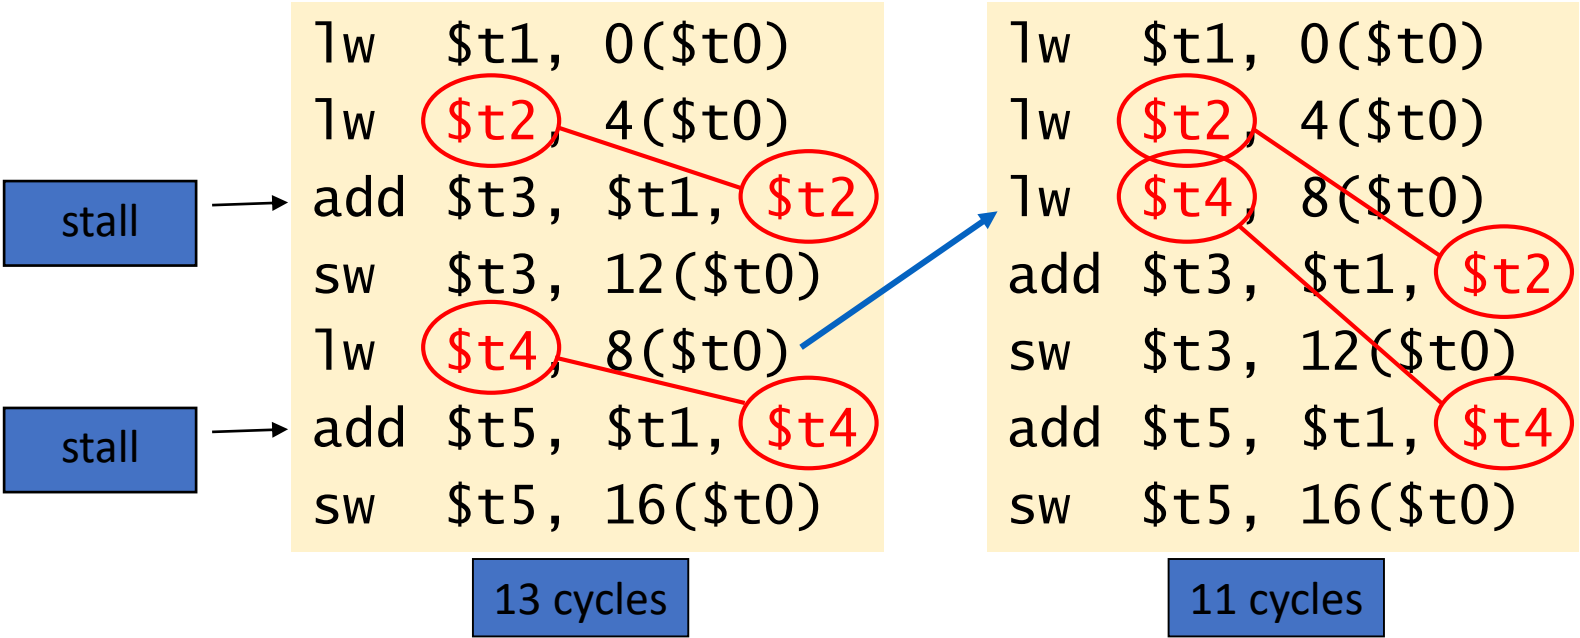 lw $t1, 0($t0)
lw $t2, 4($t0)
add $t3, $t1, $t2
sw $t3, 12($t0)
lw $t4, 8($t0)
add $t5, $t1, $t4
sw $t5, 16($t0)
stall
stall
13 cycles
lw $t1, 0($t0)
lw $t2, 4($t0)
lw $t4, 8($t0)
add $t3, $t1, $t2
sw $t3, 12($t0)
add $t5, $t1, $t4
sw $t5, 16($t0)
11 cycles